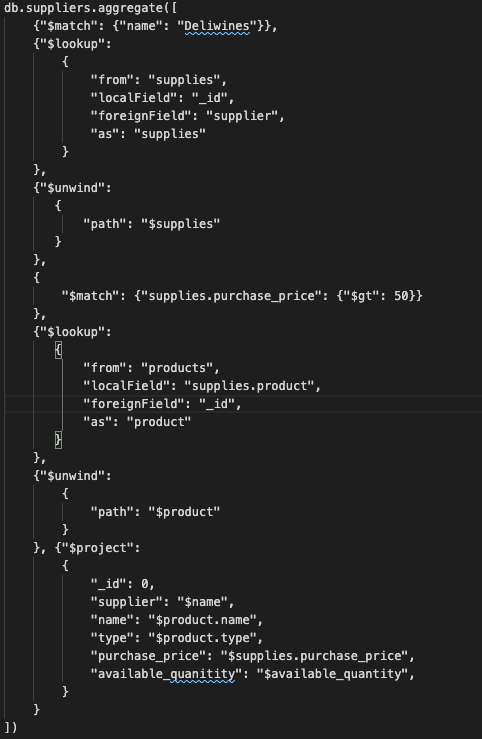 db.suppliers.aggregate([
    {"$match": {"name": "Deliwines"}},
    {"$lookup":
        {
            "from": "supplies",
            "localField": "_id",
            "foreignField": "supplier",
            "as": "supplies"
        }
    },
    {"$unwind":
       {
           "path": "$supplies"
       }
    },
    {
        "$match": {"supplies.purchase_price": {"$gt": 50}}
    },
    {"$lookup":
       {
           "from": "products",
           "localField": "supplies.product",
           "foreignField": "_id",
           "as": "product"
       }
    },
    {"$unwind":
        {
            "path": "$product"
        }
    }, {"$project":
        {
            "_id": 0,
            "supplier": "$name",
            "name": "$product.name",
            "type": "$product.type",
            "purchase_price": "$supplies.purchase_price",
            "available_quanitity": "$available_quantity",
        }
    }
])